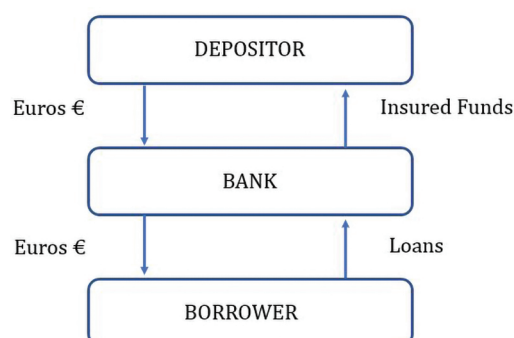 DEPOSITOR
Euros €
Insured Funds
BANK
Euros €
Loans
BORROWER